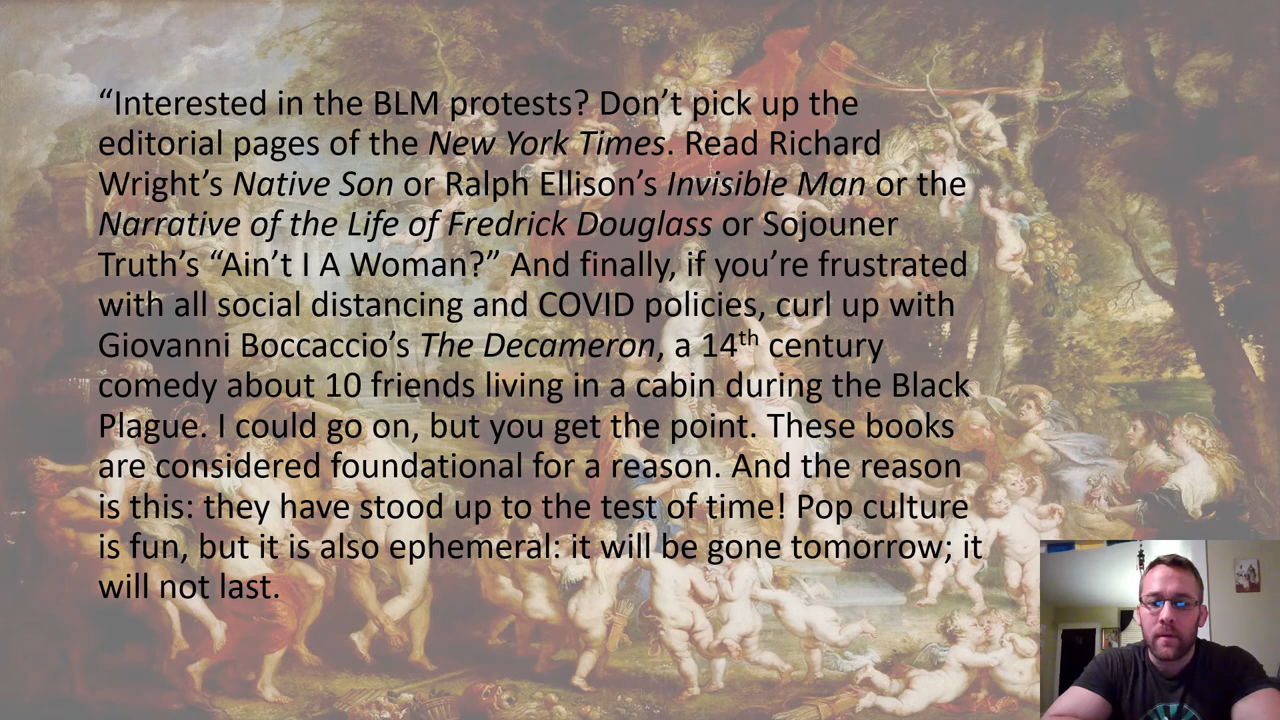 “Interested in the BLM protests? Don’t pick up the
editorial pages of the New York Times. Read Richard
Wright’s Native Son or Ralph Ellison’s Invisible Man or the
Narrative of the Life of Fredrick Douglass or Sojouner
Truth’s “Ain’t I A Woman?” And finally, if you’re frustrated
with all social distancing and COVID policies, curl up with
Giovanni Boccaccio’s The Decameron, a 14th century
comedy about 10 friends living in a cabin during the Black
Plague. I could go on, but you get the point. These books
are considered foundational for a reason. And the reason
is this: they have stood up to the test of time! Pop culture
is fun, but it is also ephemeral: it will be gone tomorrow; it
will not last.